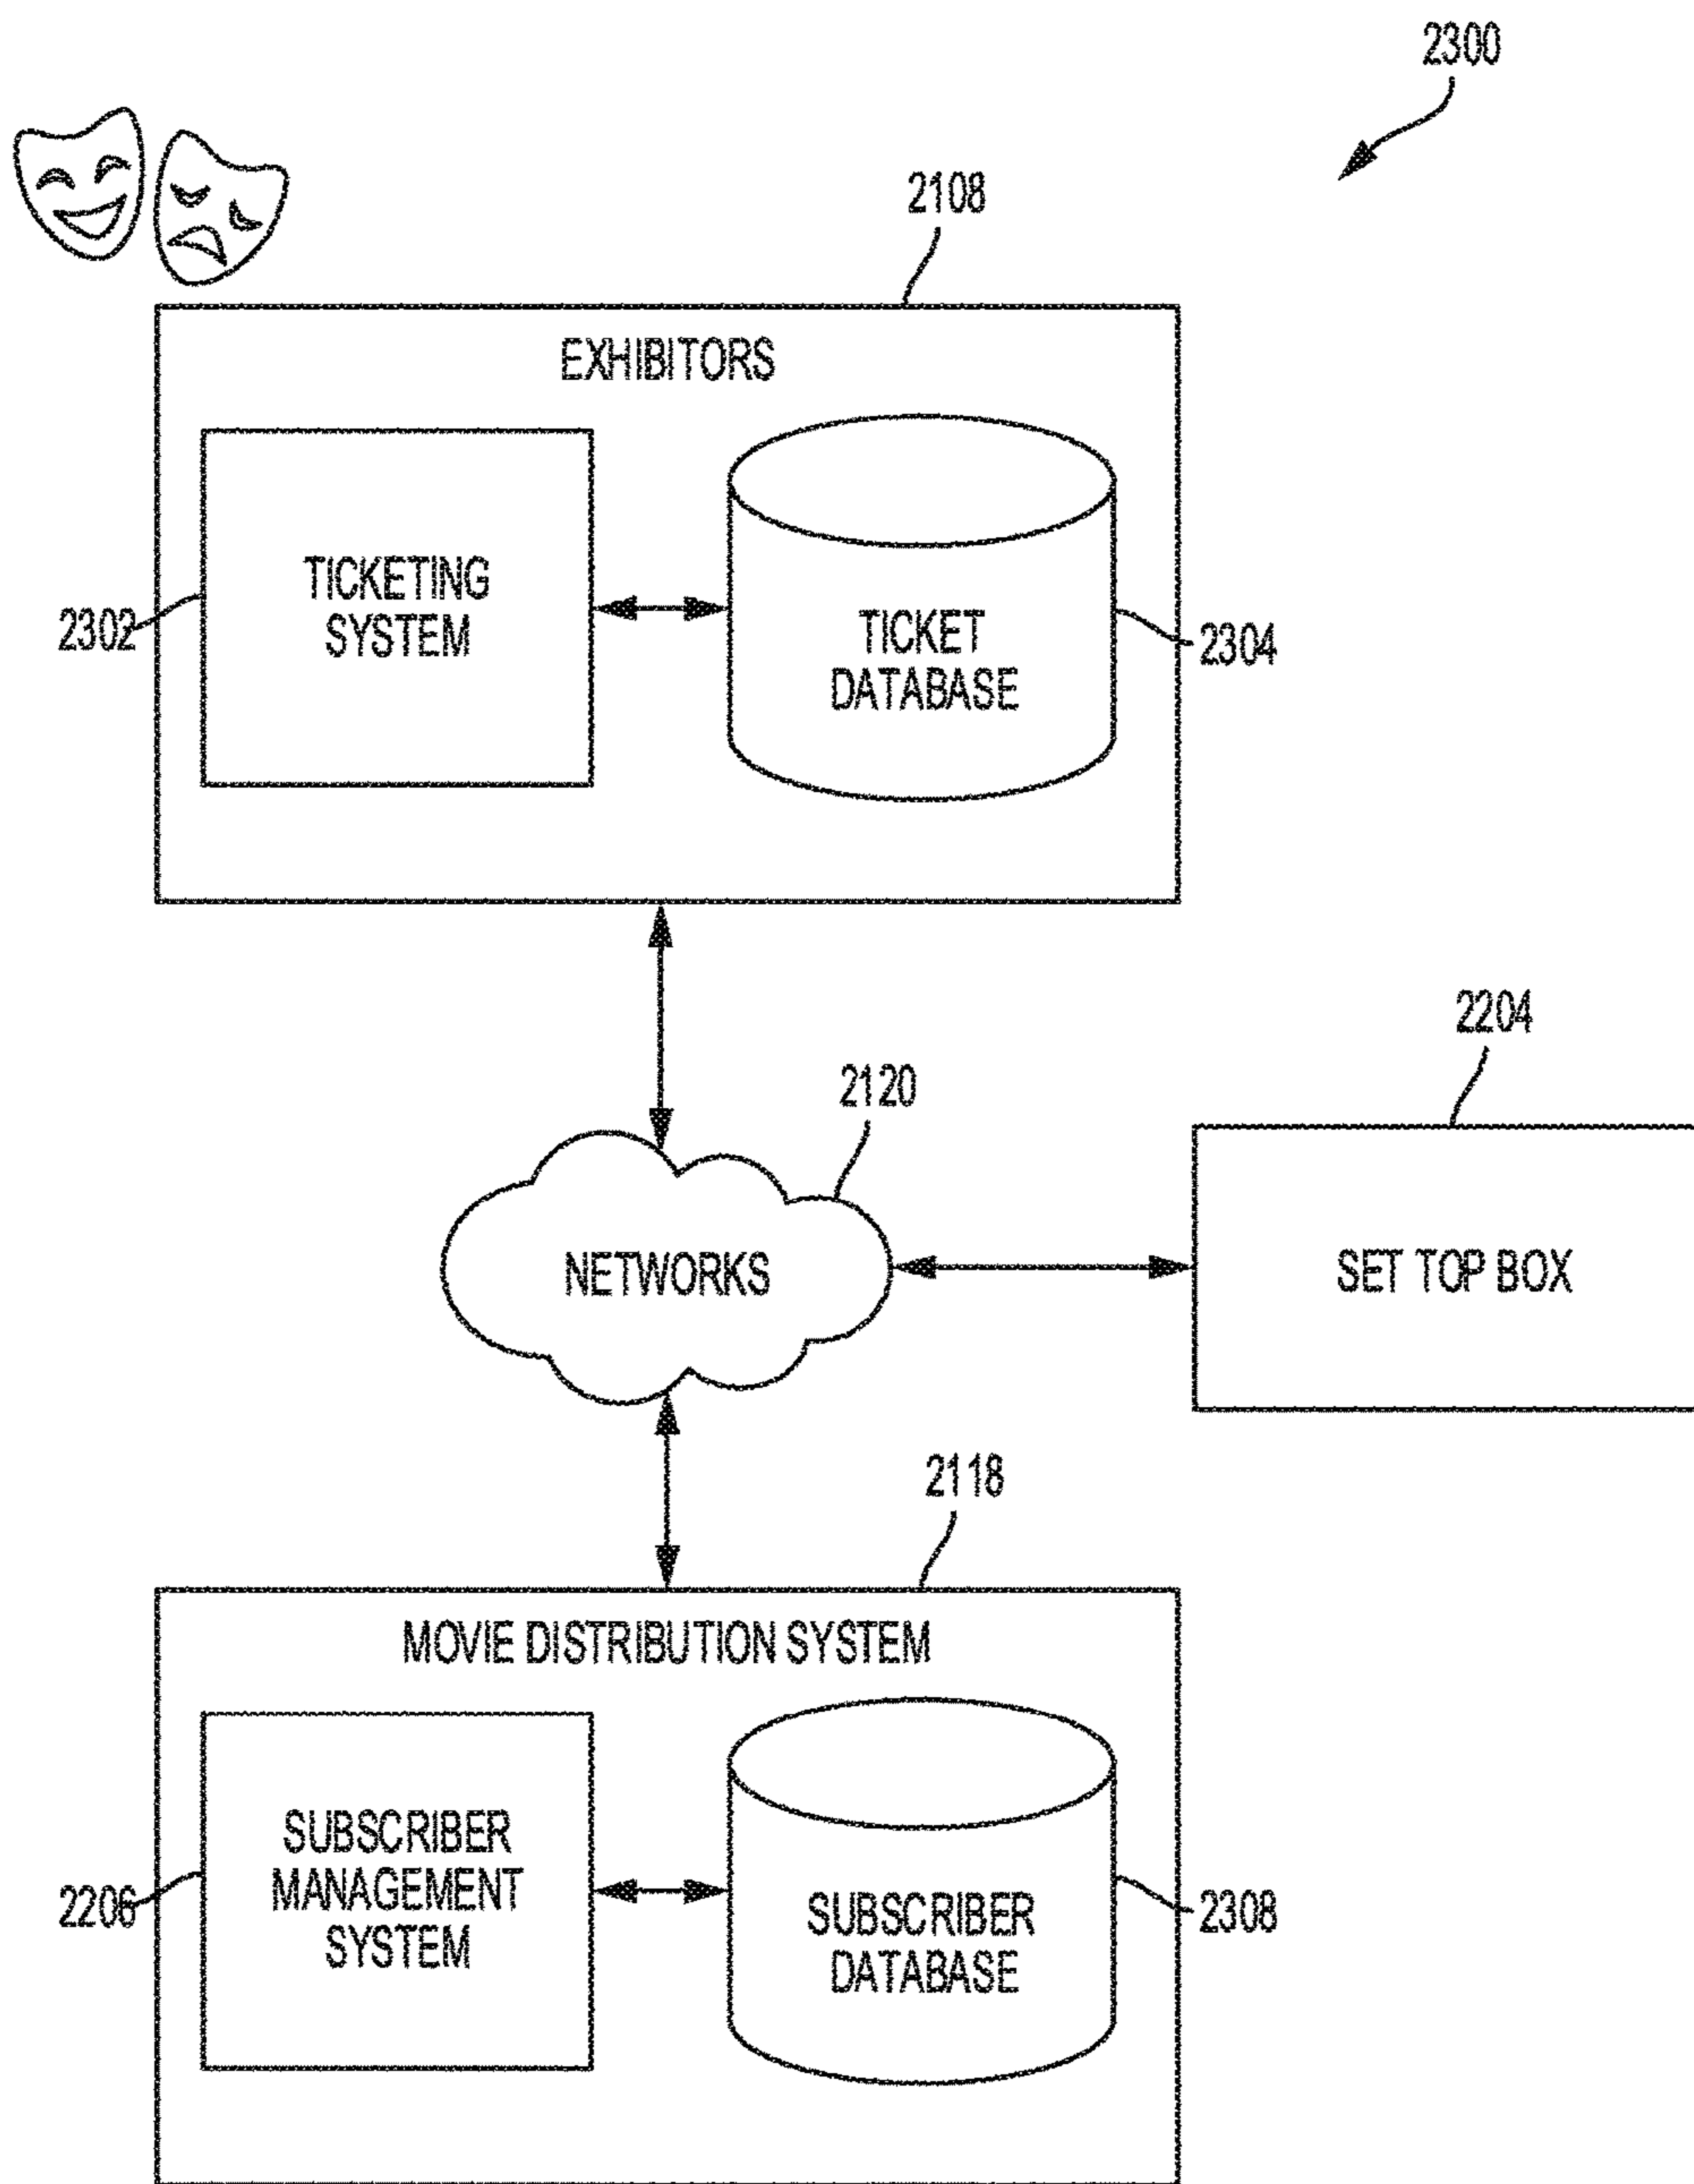 2300
2108
EXHIBITORS
TICKETING
SYSTEM
2302
TICKET
DATABASE
2304
2204
2120
NETWORKS
SET TOP BOX
2118
MOVIE DISTRIBUTION SYSTEM
SUBSCRIBER
MANAGEMENT
SYSTEM
2206
SUBSCRIBER
DATABASE
2308